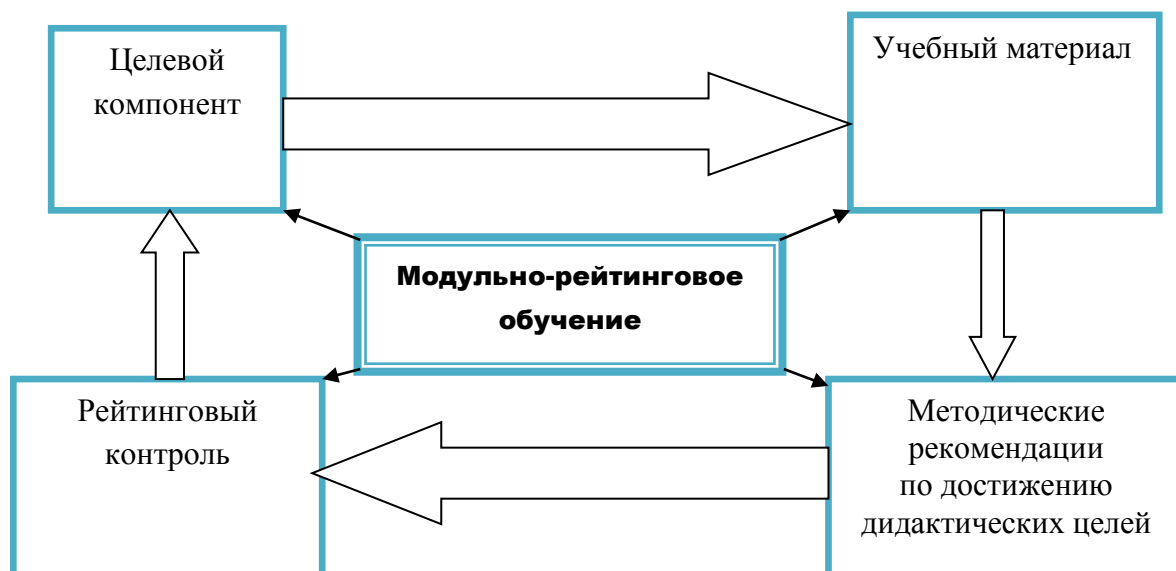 Целевой
компонент
Учебный материал
Модульно-рейтинговое
обучение
Рейтинговый
контроль
Методические
рекомендации
по достижению
дидактических целей